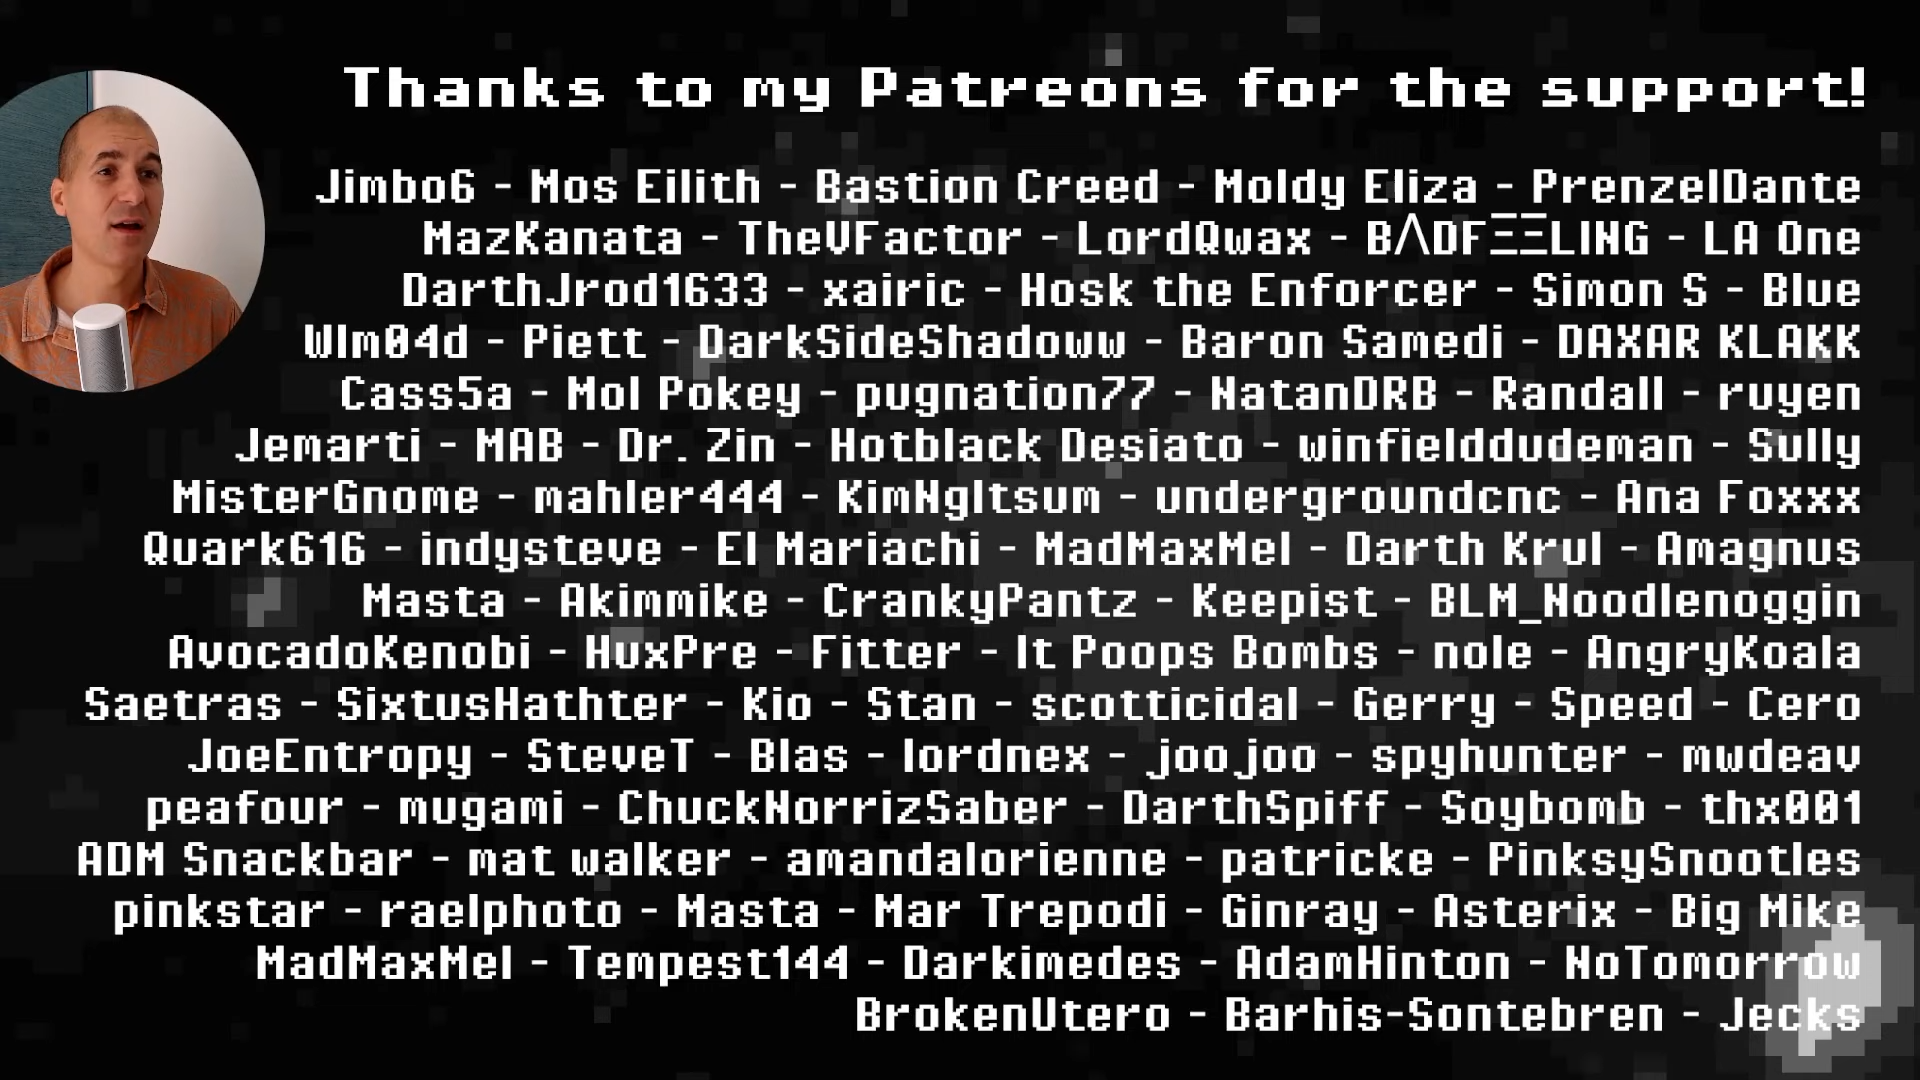 Thanks to my Patreons for the support!
Jimbo6 - Mos Eilith - Bastion Creed - Moldy Eliza - PrenzelDante
MazKanata - TheVFactor - LordQwax - BΛDFΞΞLING - LA One
DarthJrod1633 - xairic - Hosk the Enforcer - Simon S - Blue
Wlm04d - Piett - DarkSideShadoww - Baron Samedi - DAXAR KLAKK
Cass5a - Mol Pokey - pugnation77 - NatanDRB - Randall - ruyen
Jemarti - MAB - Dr. Zin - Hotblack Desiato - winfielddudeman - Sully
MisterGnome - mahler444 - KimNgItsum - undergroundcnc - Ana Foxxx
Quark616 - indysteve - El Mariachi - MadMaxMel - Darth Krul - Amagnus
Masta - Akimmike - CrankyPantz - Keepist - BLM_Noodlenoggin
AvocadoKenobi - HuxPre - Fitter - It Poops Bombs - nole - AngryKoala
Saetras - SixtusHathter - Kio - Stan - scotticidal - Gerry - Speed - Cero
JoeEntropy - SteveT - Blas - lordnex - joojoo - spyhunter - mwdeav
peafour - mugami - ChuckNorrizSaber - DarthSpiff - Soybomb - thx001
ADM Snackbar - mat walker - amandalorienne - patricke - PinksySnootles
pinkstar - raelphoto - Masta - Mar Trepodi - Ginray - Asterix - Big Mike
MadMaxMel - Tempest144 - Darkimedes - AdamHinton - NoTomorrow
BrokenUtero - Barhis-Sontebren - Jecks